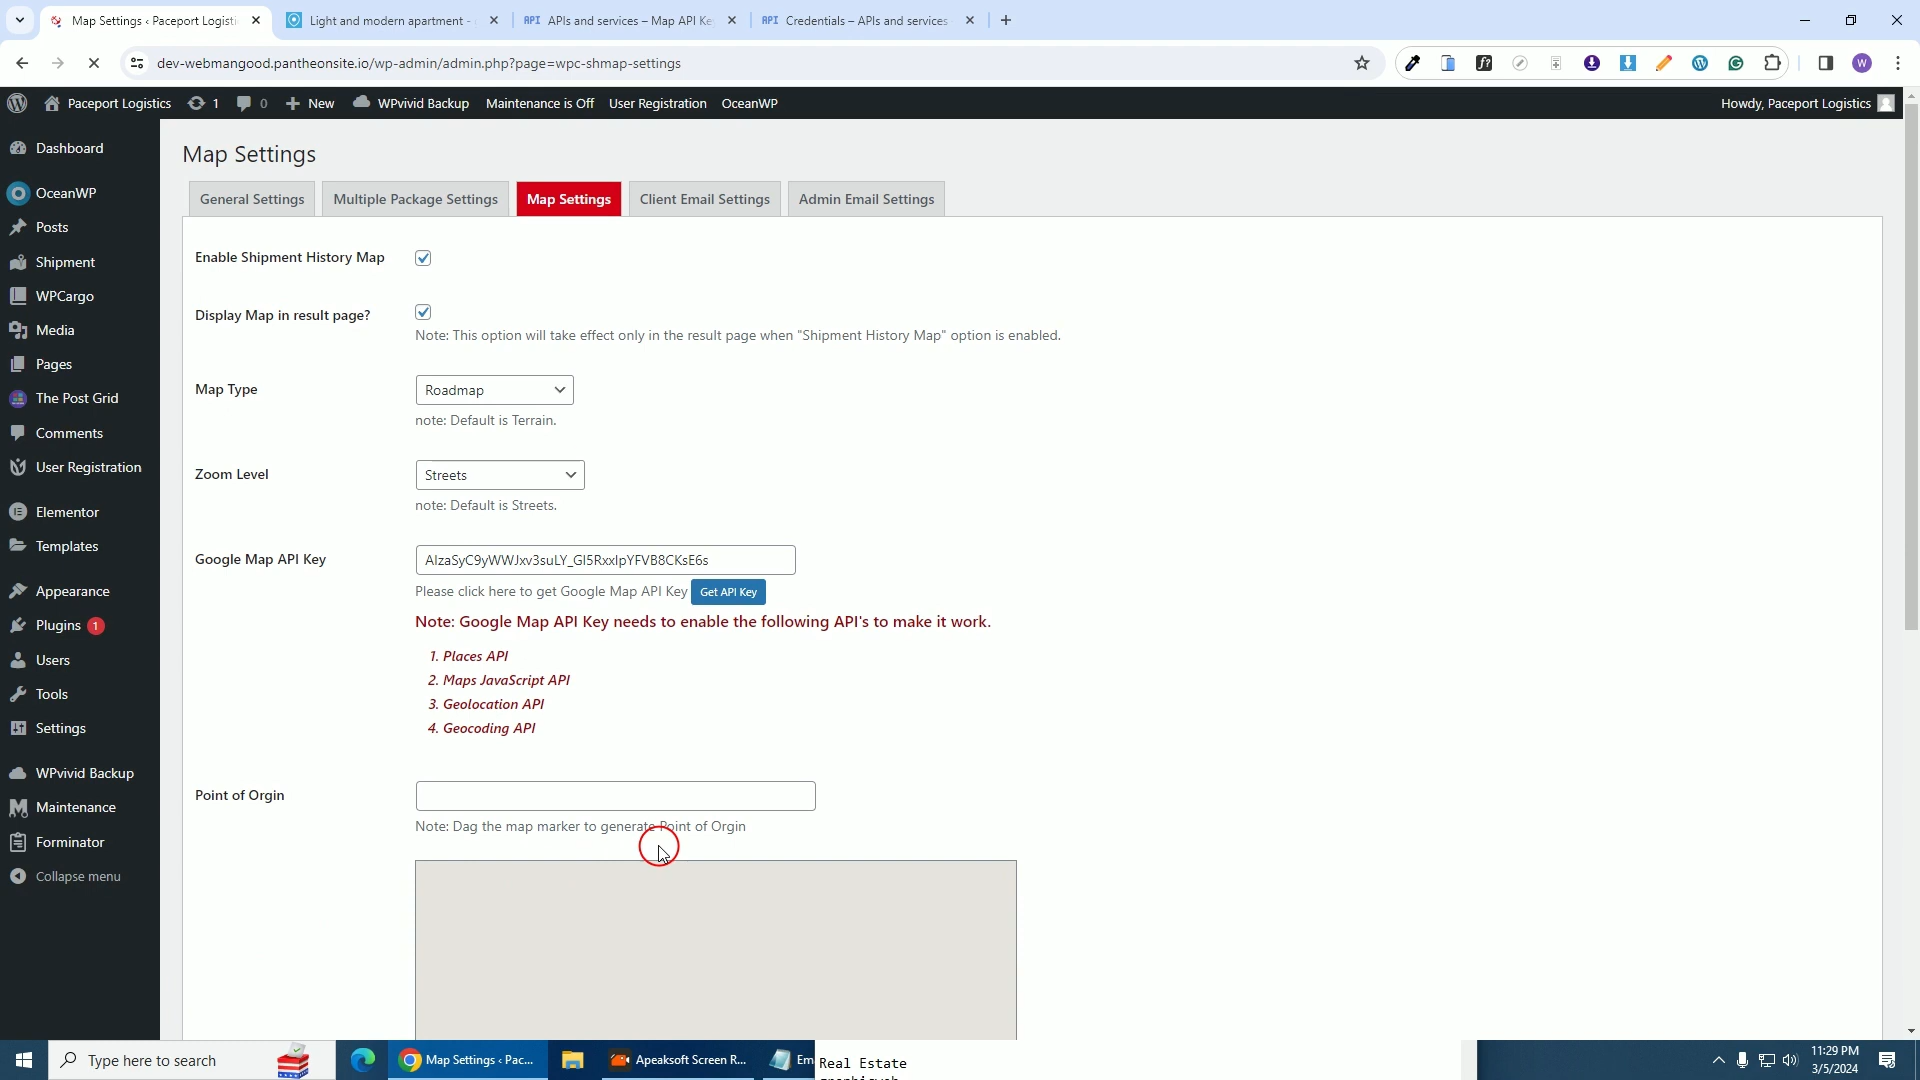 Map Settings ‹ Paceport Logisti
Light and modern apartment -
API APIs and services – Map API Ke
API Credentials – APIs and services
dev-webmangood.pantheonsite.io/wp-admin/admin.php?page=wpc-shmap-settings
W
Paceport Logistics
1
0
New
WPvivid Backup
Maintenance is Off
User Registration
OceanWP
Howdy, Paceport Logistics
Dashboard
OceanWP
Posts
Shipment
WPCargo
Media
Pages
The Post Grid
Comments
User Registration
Elementor
Templates
Appearance
Plugins 1
Users
Tools
Settings
WPvivid Backup
Maintenance
Forminator
Collapse menu
Map Settings
General Settings
Multiple Package Settings
Map Settings
Client Email Settings
Admin Email Settings
Enable Shipment History Map
Display Map in result page?
Note: This option will take effect only in the result page when "Shipment History Map" option is enabled.
Map Type
Roadmap
note: Default is Terrain.
Zoom Level
Streets
note: Default is Streets.
Google Map API Key
AIzaSyC9yWWJxv3suLY_GI5RxxIpYFVB8CKsE6s
Please click here to get Google Map API Key Get API Key
Note: Google Map API Key needs to enable the following API's to make it work.
1. Places API
2. Maps JavaScript API
3. Geolocation API
4. Geocoding API
Point of Orgin
Note: Dag the map marker to generate Point of Orgin
Type here to search
Map Settings ‹ Pac...
Apeaksoft Screen R...
Em
Real Estate
11:29 PM
3/5/2024